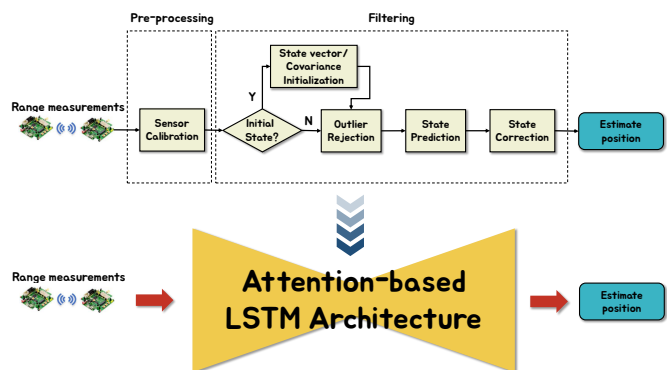 Pre-processing
Filtering
State vector/
Covariance
Initialization
Y
Range measurements
Sensor
Calibration
Initial
State?
N
Outlier
Rejection
State
Prediction
State
Correction
Estimate
position
Range measurements
Attention-based
LSTM Architecture
Estimate
position